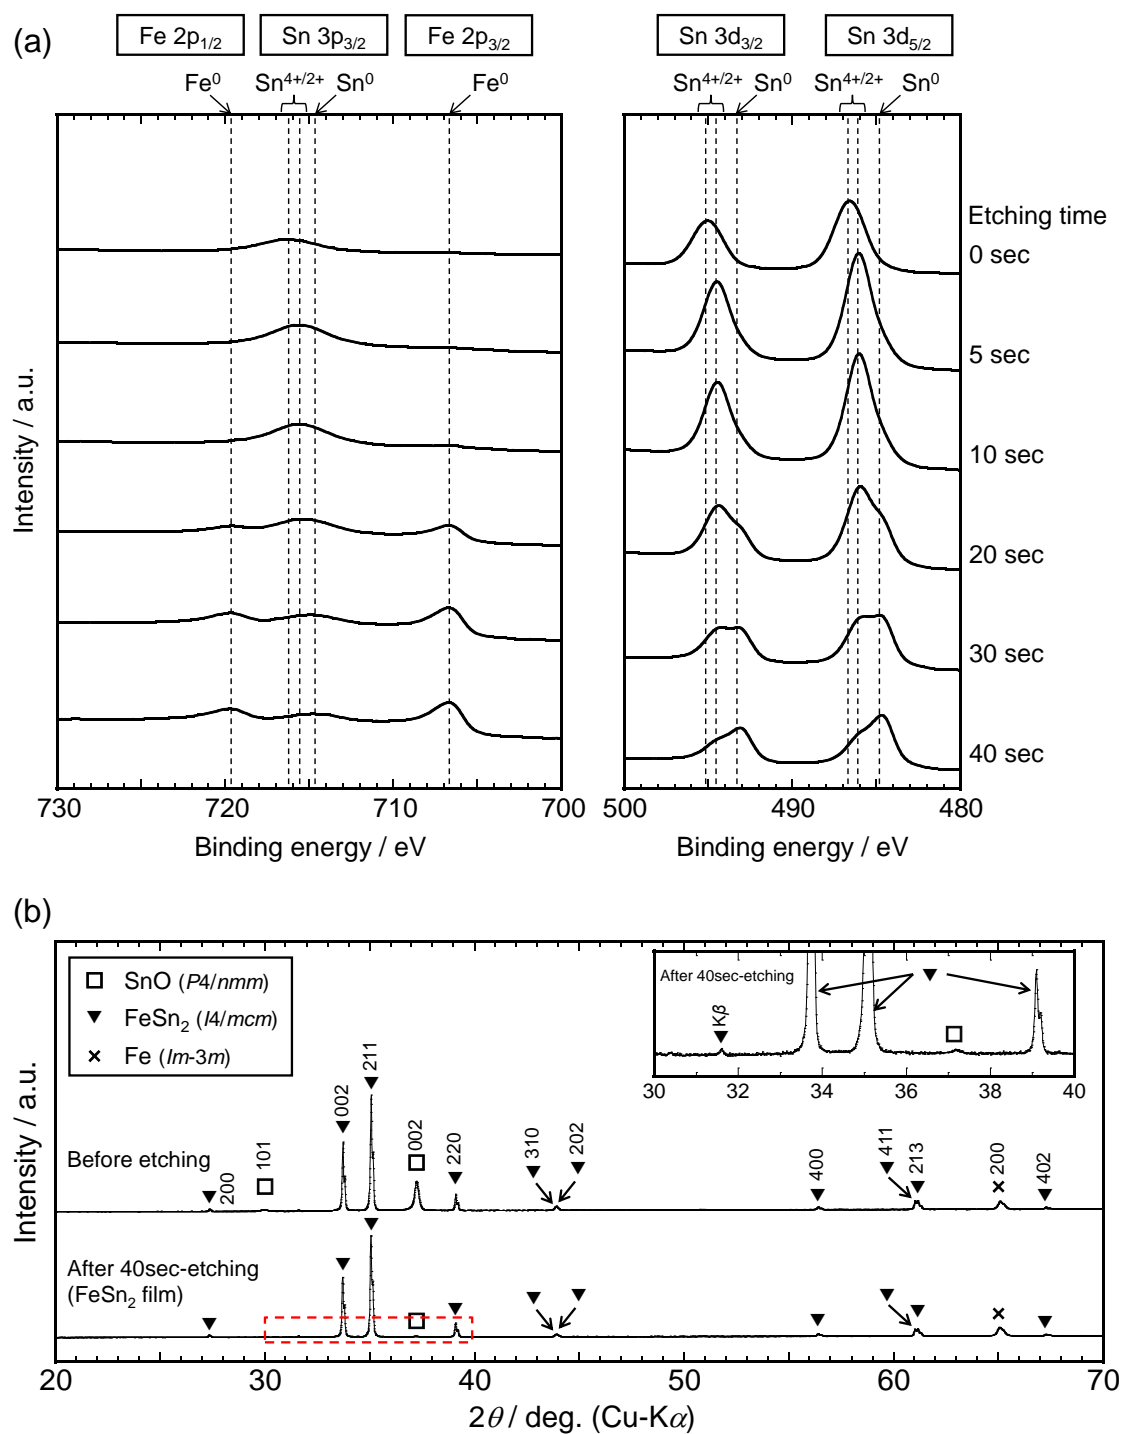 (a)
Fe 2p1/2 Sn 3p3/2 Fe 2p3/2 Sn 3d3/2 Sn 3d5/2
Fe0 Sn4+/2+ Sn0 Fe0 Sn4+/2+ Sn0 Sn4+/2+ Sn0
Intensity / a.u.
Etching time
0 sec
5 sec
10 sec
20 sec
30 sec
40 sec
730 720 710 700 500 490 480
Binding energy / eV Binding energy / eV
(b)
Intensity / a.u.
SnO (P4/nmm)
FeSn2 (I4/mcm)
Fe (Im-3m)
After 40sec-etching
Kβ
30 32 34 36 38 40
Before etching
200 101 002 211 002 220 310 202 400 411 213 200 402
After 40sec-etching
(FeSn2 film)
20 30 40 50 60 70
2θ / deg. (Cu-Kα)